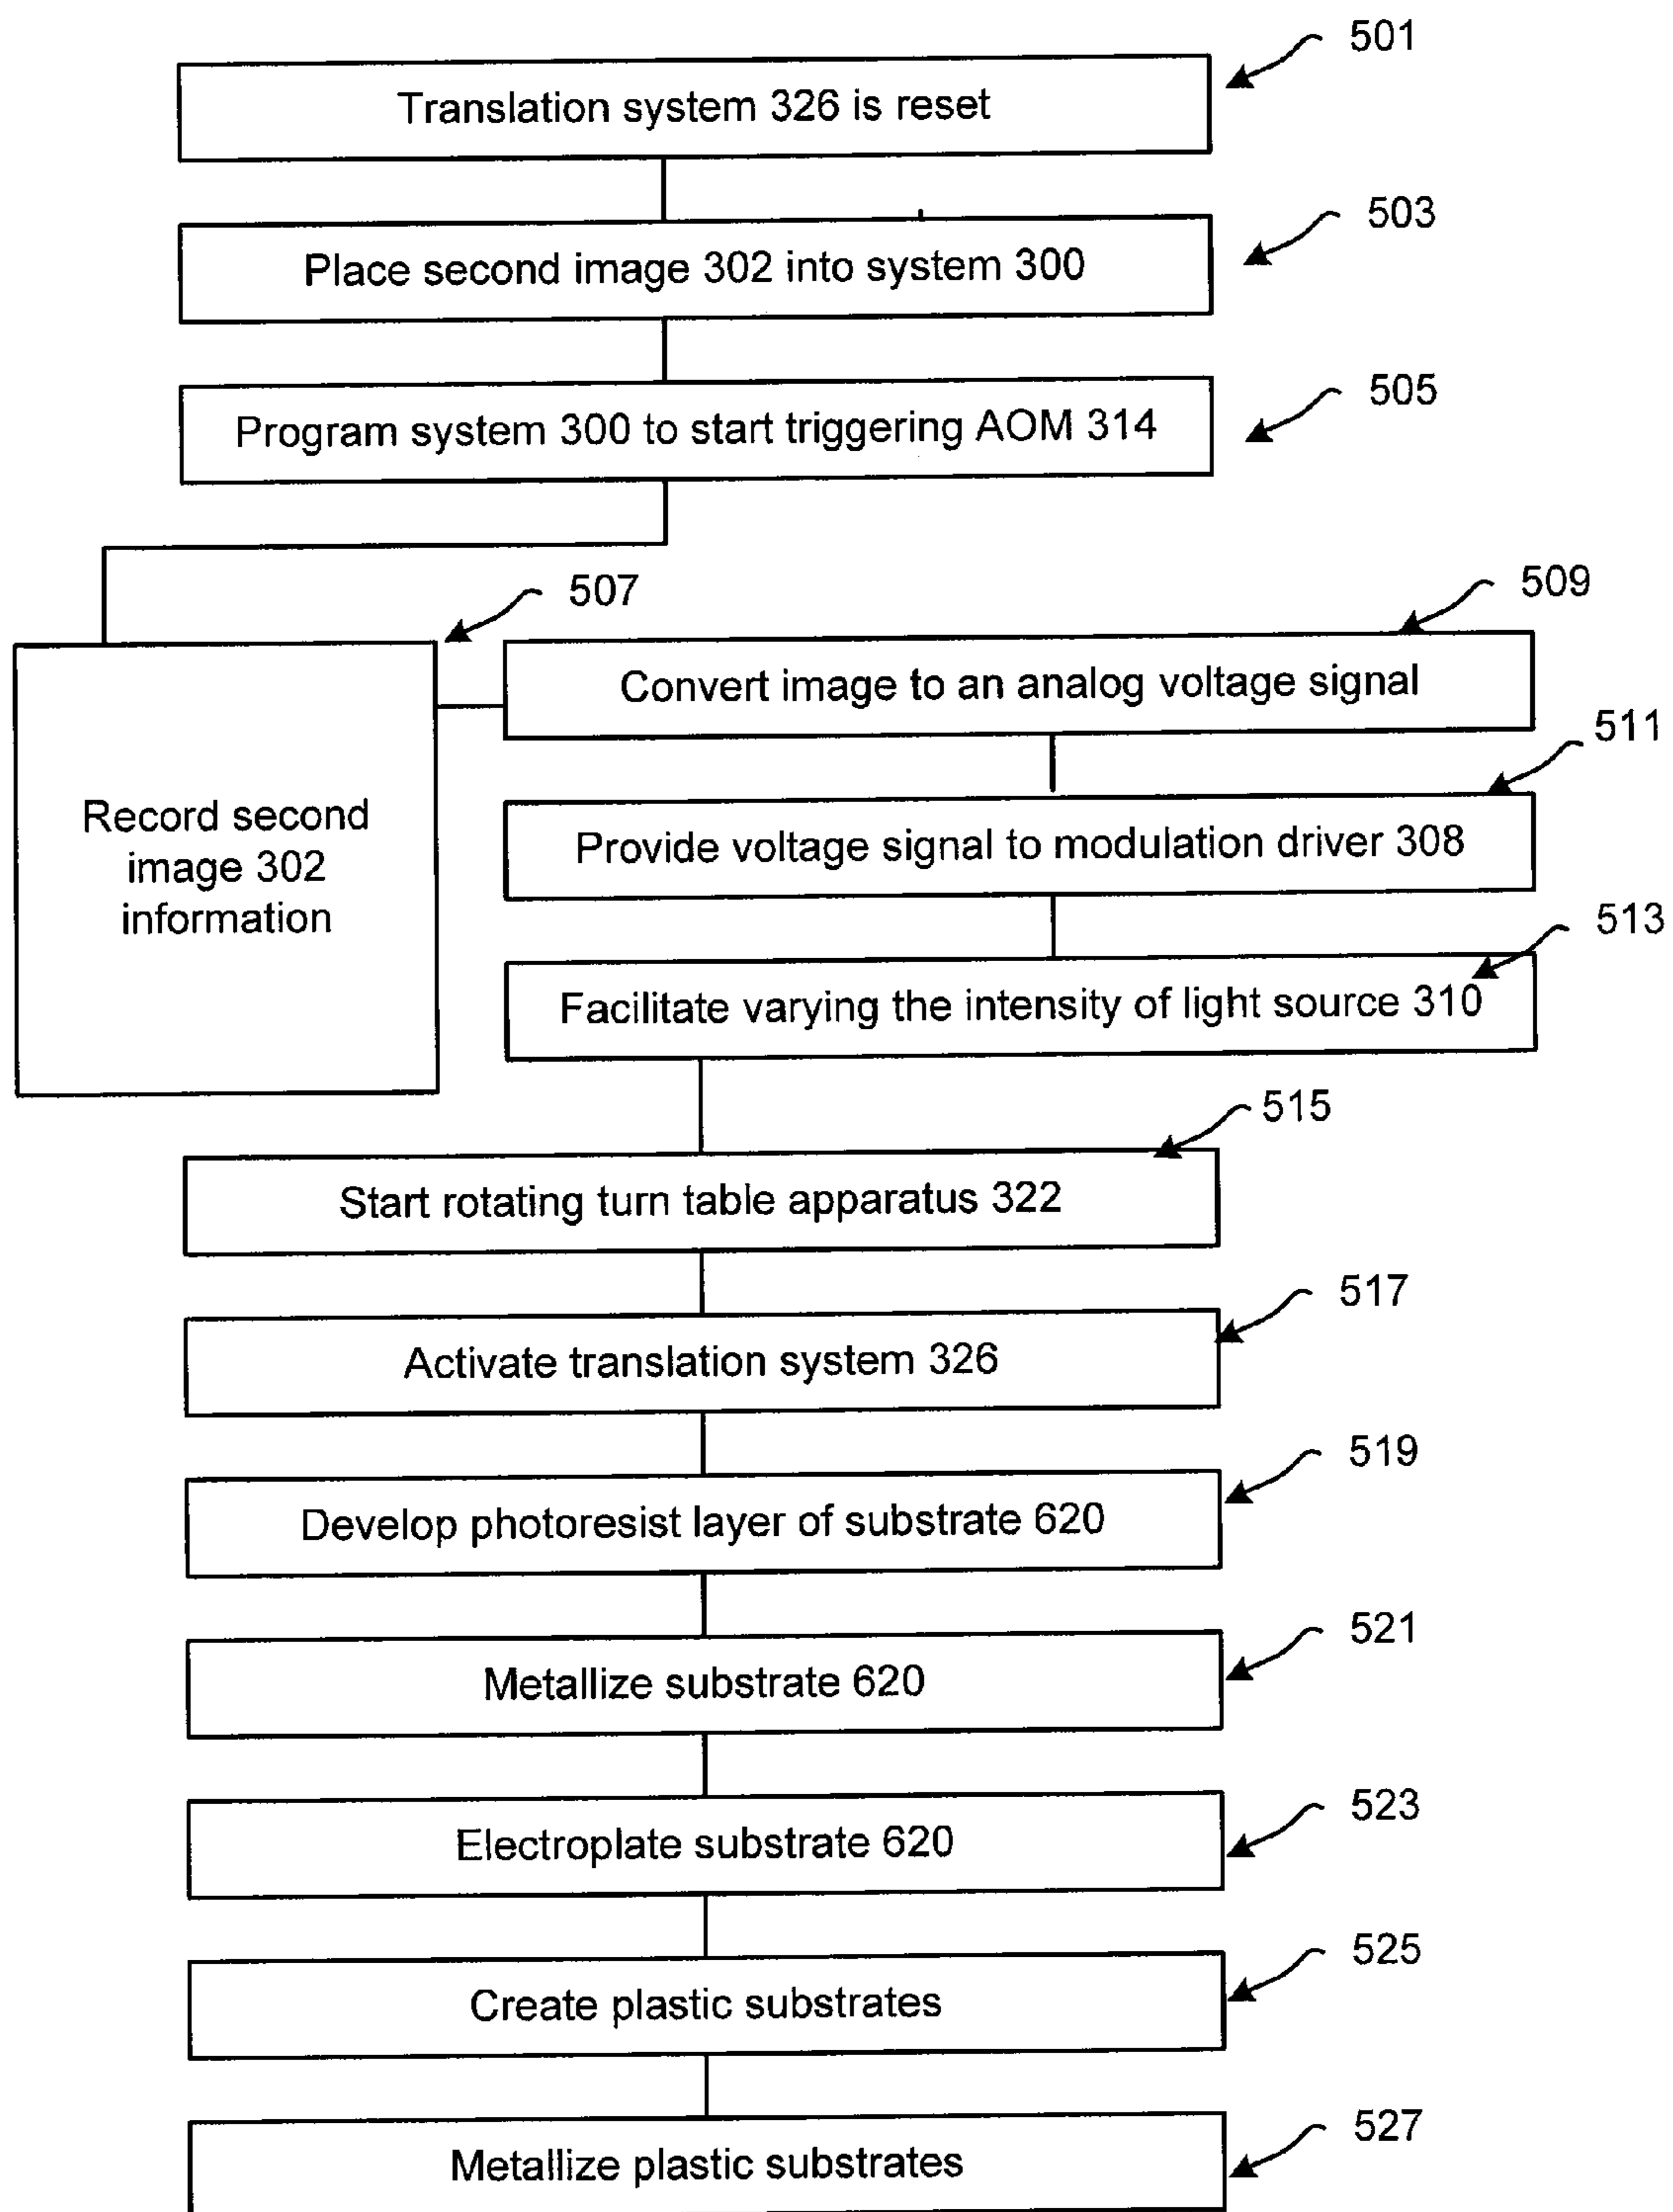 501
Translation system 326 is reset
503
Place second image 302 into system 300
505
Program system 300 to start triggering AOM 314
507
Record second
image 302
information
509
Convert image to an analog voltage signal
511
Provide voltage signal to modulation driver 308
513
Facilitate varying the intensity of light source 310
515
Start rotating turn table apparatus 322
517
Activate translation system 326
519
Develop photoresist layer of substrate 620
521
Metallize substrate 620
523
Electroplate substrate 620
525
Create plastic substrates
527
Metallize plastic substrates